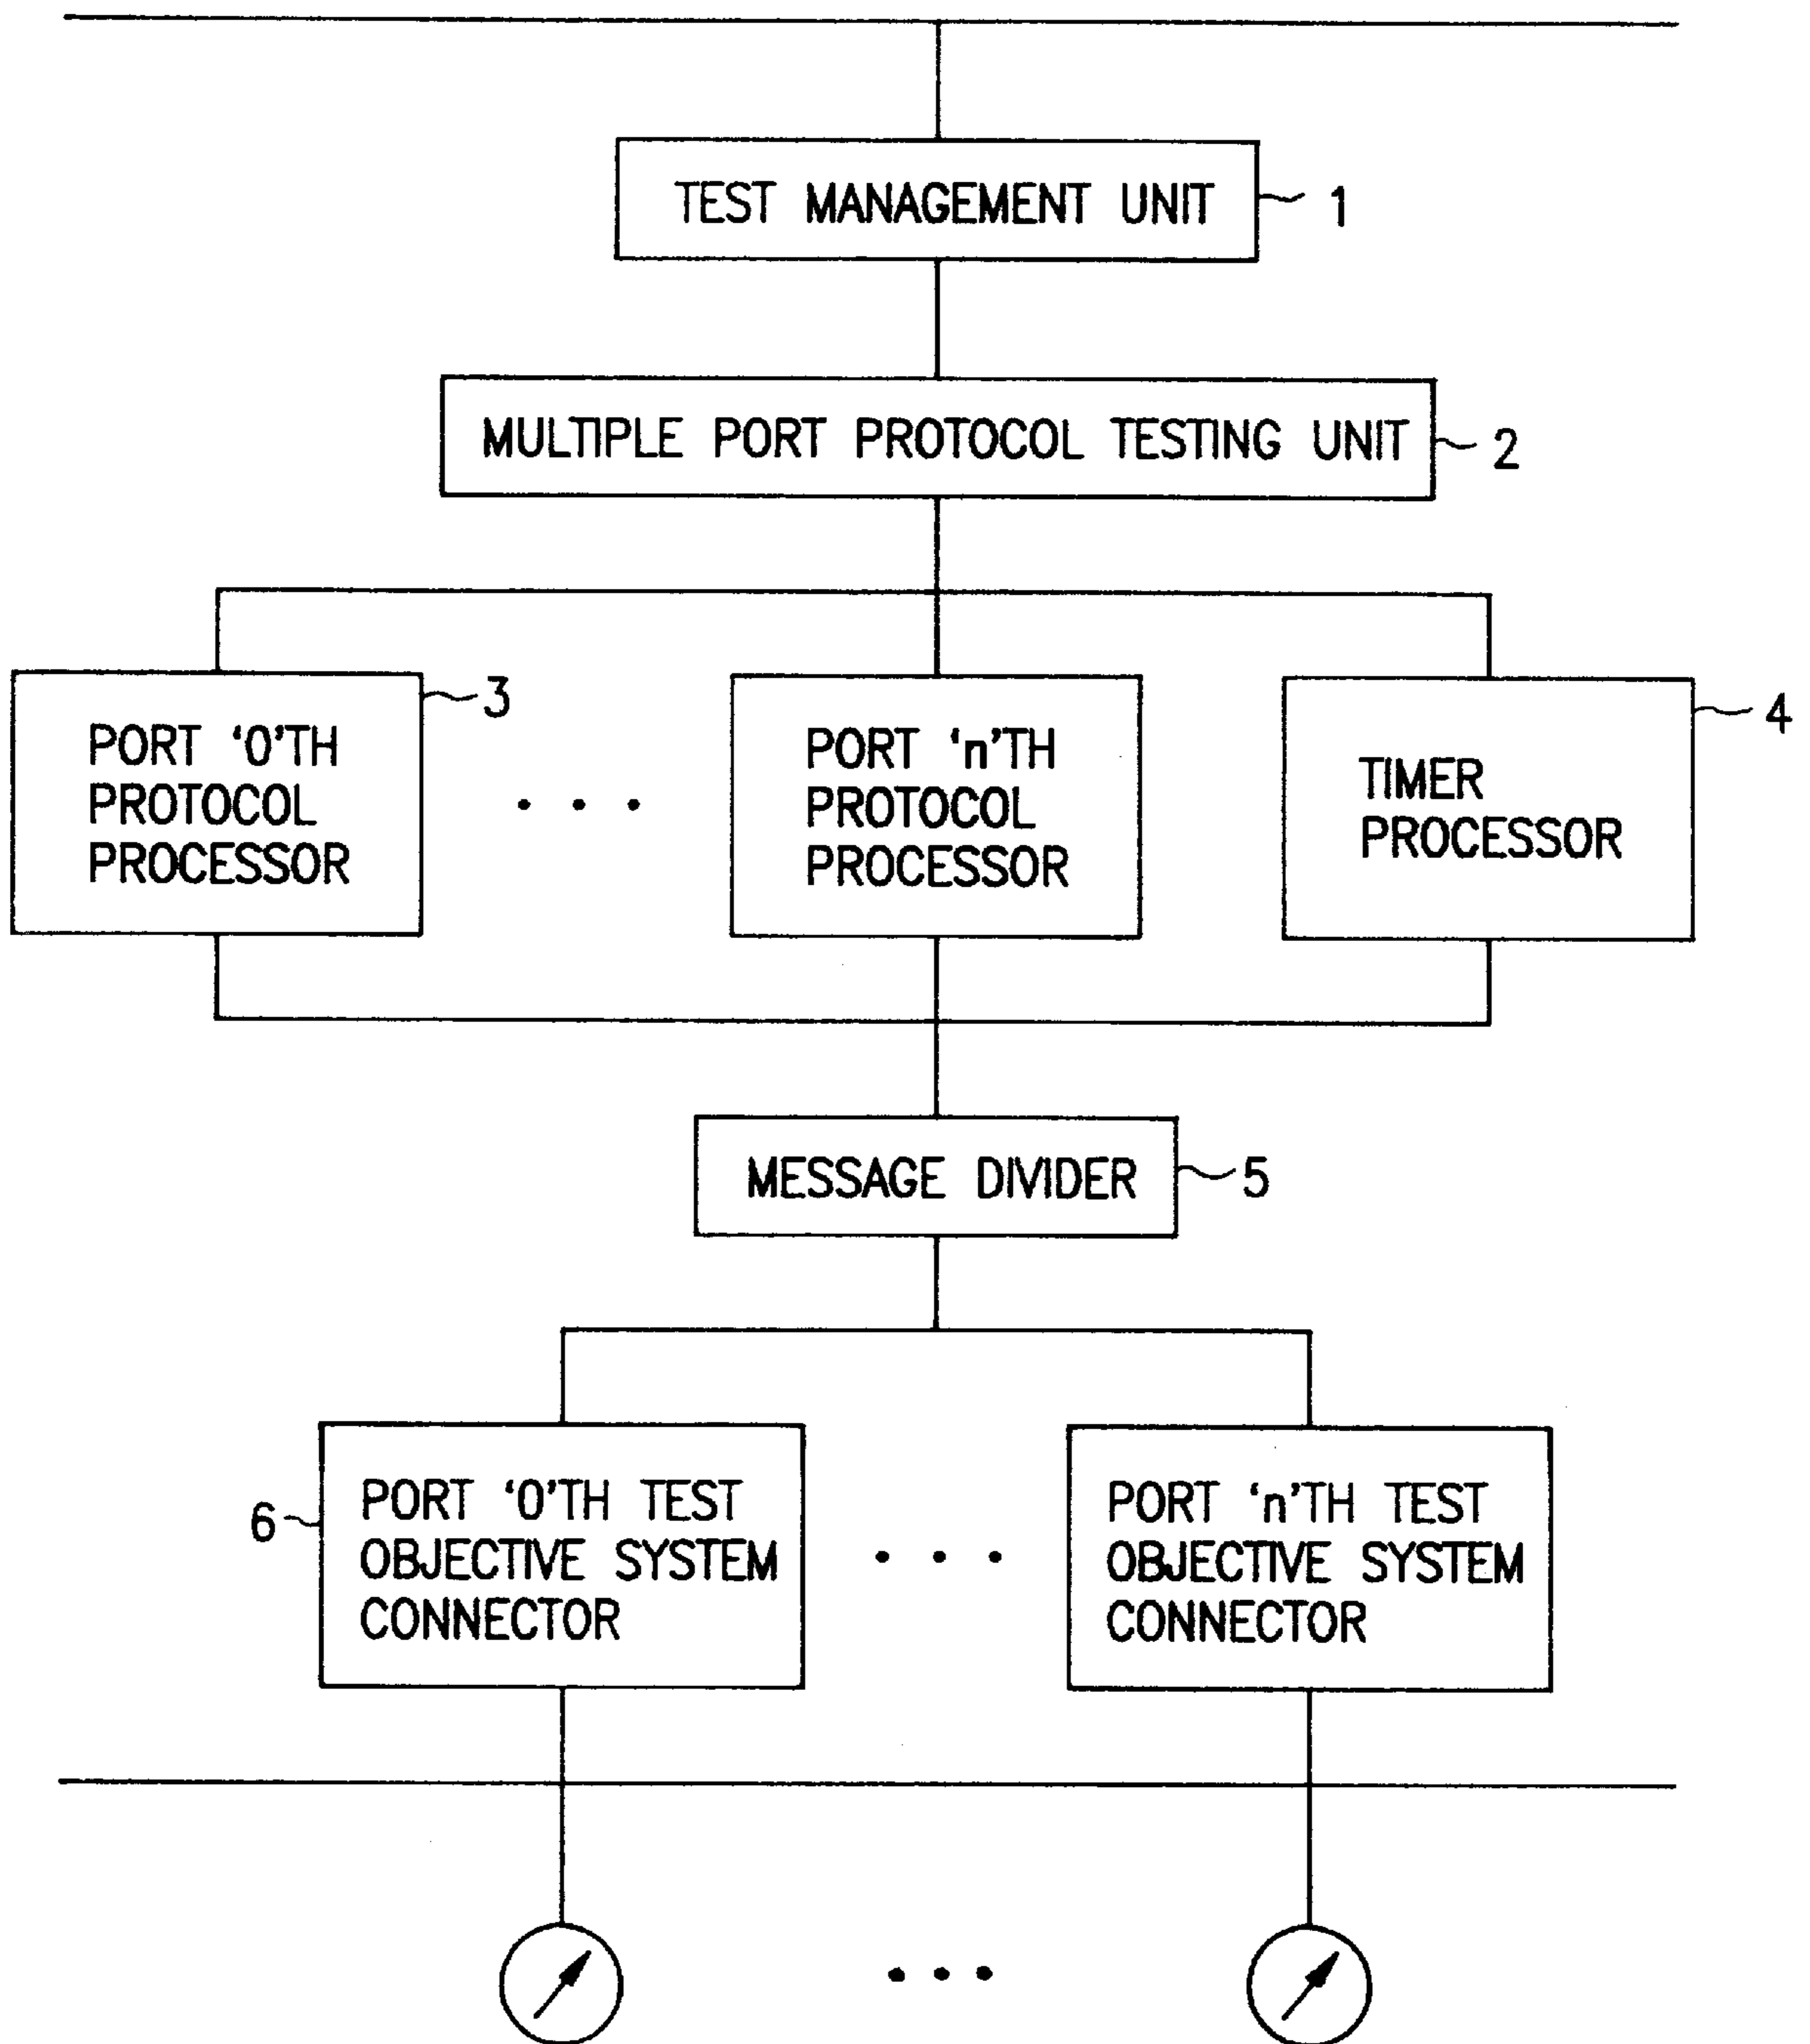 TEST MANAGEMENT UNIT
1
MULTIPLE PORT PROTOCOL TESTING UNIT
2
PORT ‘0’TH
PROTOCOL
PROCESSOR
3
PORT ‘n’TH
PROTOCOL
PROCESSOR
TIMER
PROCESSOR
4
MESSAGE DIVIDER
5
6
PORT ‘0’TH TEST
OBJECTIVE SYSTEM
CONNECTOR
PORT ‘n’TH TEST
OBJECTIVE SYSTEM
CONNECTOR